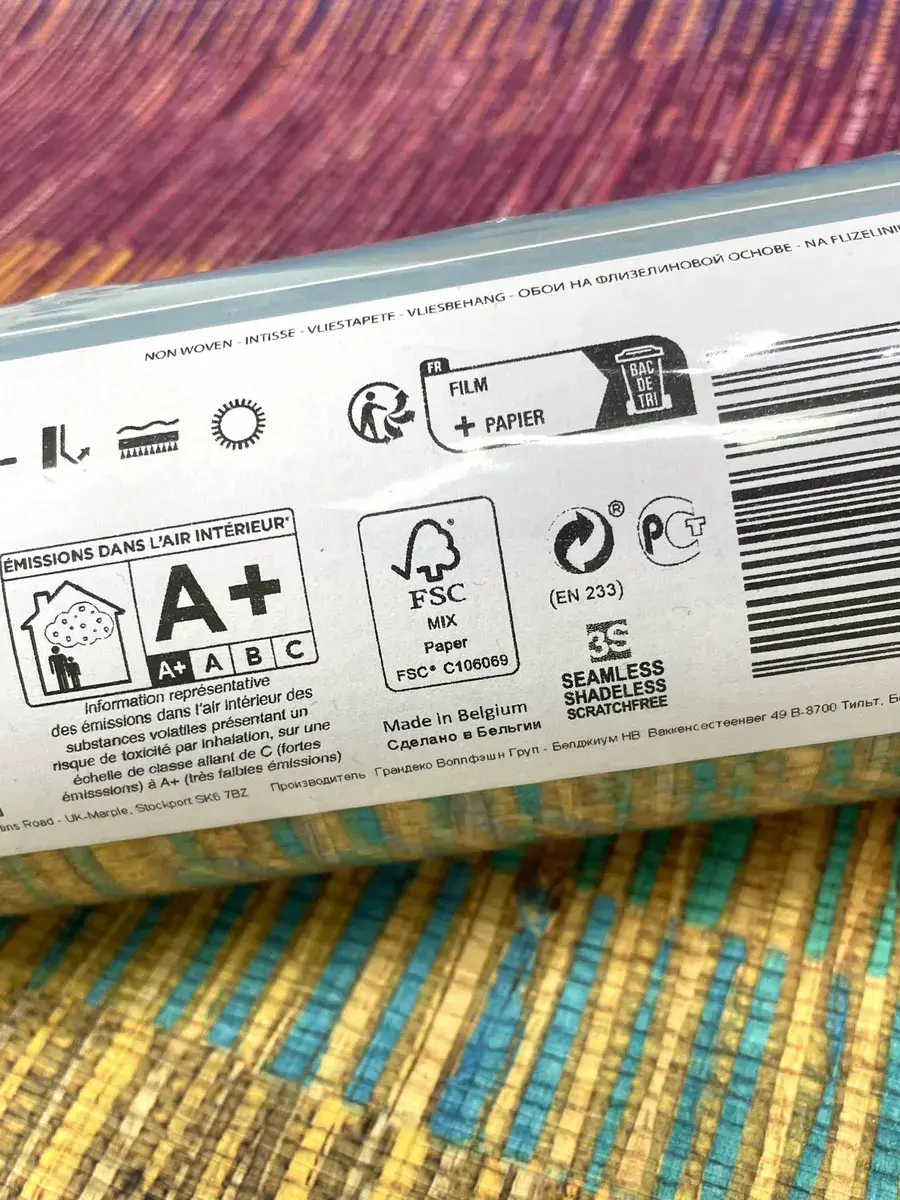 NON WOVEN - INTISSE - VLIESTAPETE - VLIESBEHANG - ОБОИ НА ФЛИЗЕЛИНОВОЙ ОСНОВЕ - NA FLIZELINI
FR
FILM
+ PAPIER
BAC
DE
TRI
ÉMISSIONS DANS L'AIR INTÉRIEUR*
A+
A+ A B C
Information représentative
des émissions dans l'air intérieur des
substances volatiles présentant un
risque de toxicité par inhalation, sur une
échelle de classe allant de C (fortes
émisssions) à A+ (très faibles émissions)
FSC
MIX
Paper
FSC® C106069
Made in Belgium
Сделано в Бельгии
®
(EN 233)
РСТ
3S
SEAMLESS
SHADELESS
SCRATCHFREE
Road - UK-Marple, Stockport SK6 7BZ Производитель Грандеко Воллфэшн Груп - Белджиум НВ Ваккенсестеенвег 49 В-8700 Тильт.